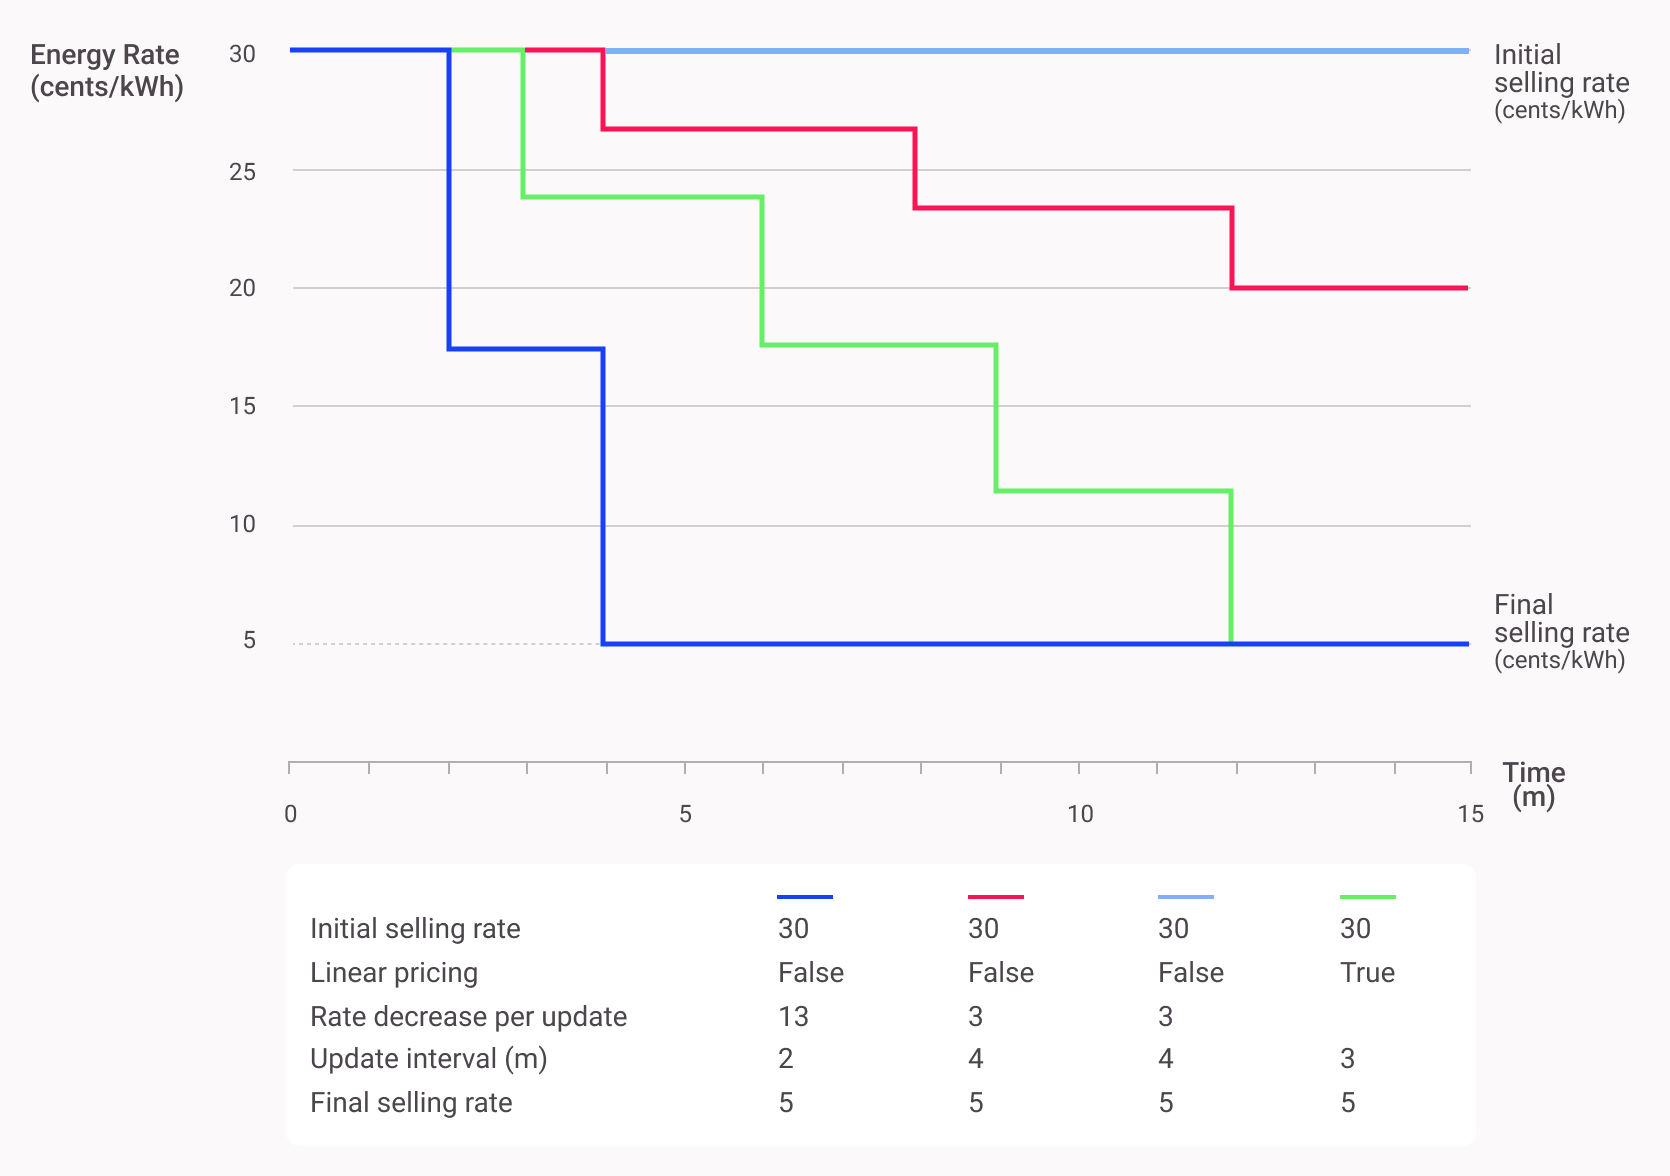 Energy Rate
(cents/kWh)
30
25
20
15
10
5
Initial
selling rate
(cents/kWh)
Final
selling rate
(cents/kWh)
0 5 10 15
Time
(m)
Initial selling rate 30 30 30 30
Linear pricing False False False True
Rate decrease per update 13 3 3
Update interval (m) 2 4 4 3
Final selling rate 5 5 5 5